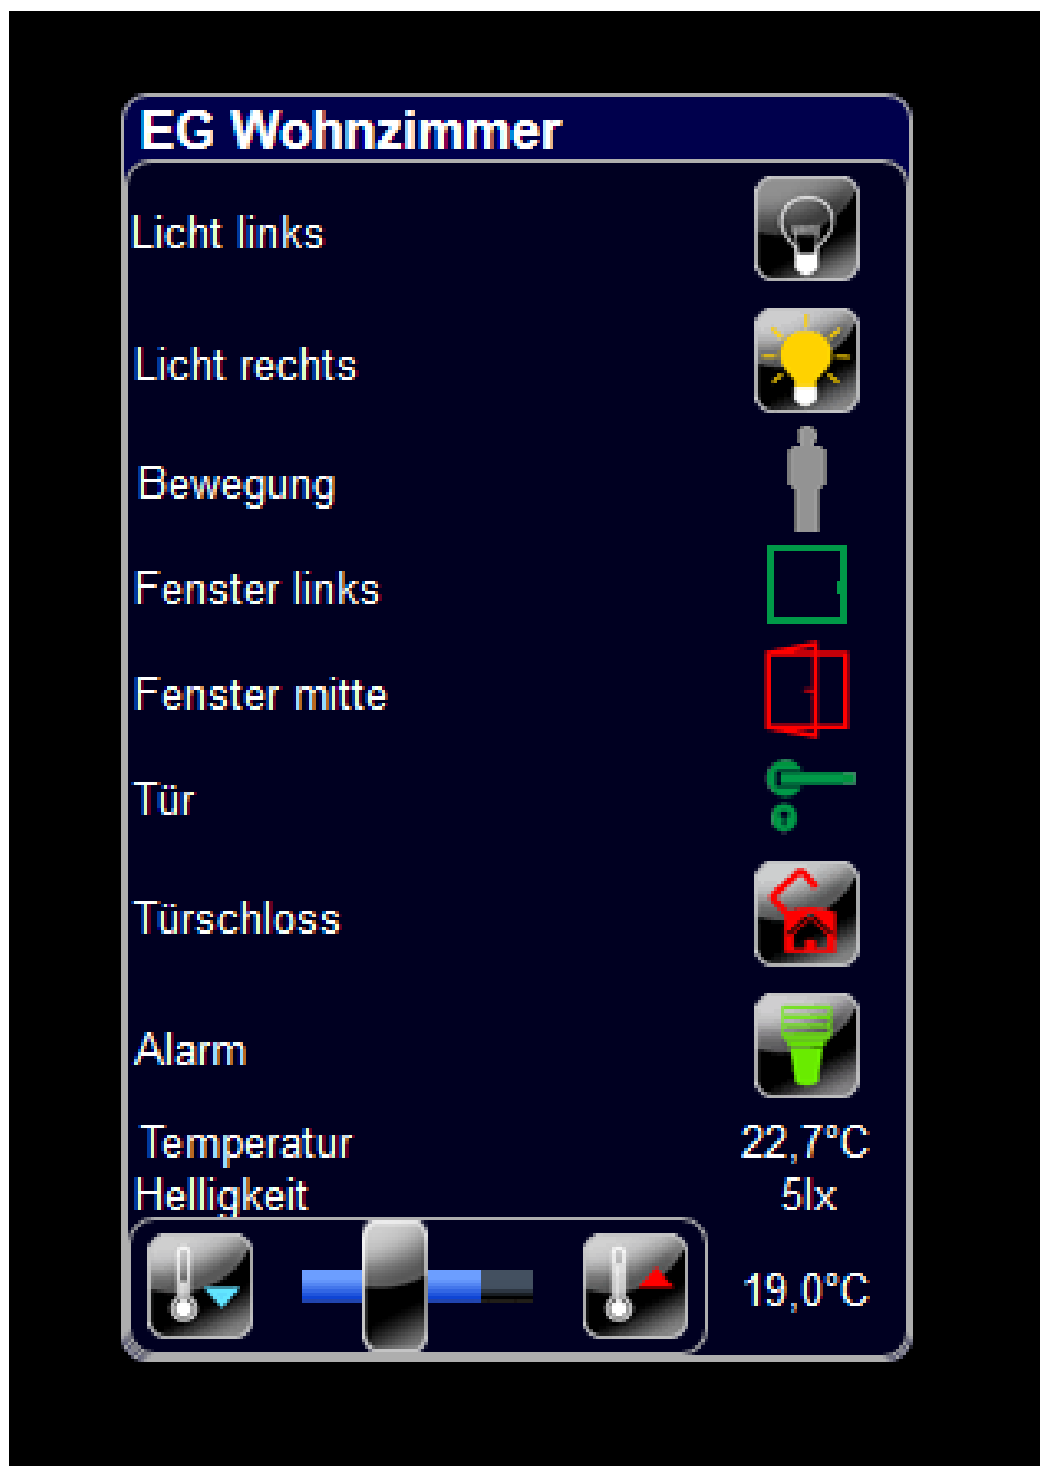 EG Wohnzimmer
Licht links
Licht rechts
Bewegung
Fenster links
Fenster mitte
Tür
Türschloss
Alarm
Temperatur 22,7°C
Helligkeit 5lx
19,0°C